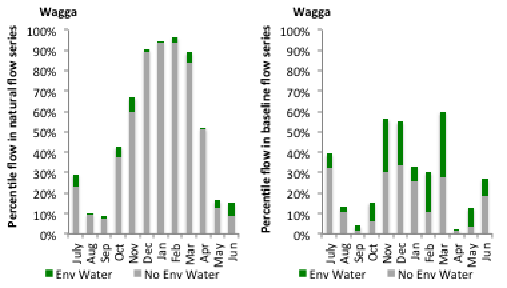 Wagga
Percentile flow in natural flow series
100%
90%
80%
70%
60%
50%
40%
30%
20%
10%
0%
July
Aug
Sep
Oct
Nov
Dec
Jan
Feb
Mar
Apr
May
Jun
Env Water
No Env Water
Wagga
Percentile flow in baseline flow series
100%
90%
80%
70%
60%
50%
40%
30%
20%
10%
0%
July
Aug
Sep
Oct
Nov
Dec
Jan
Feb
Mar
Apr
May
Jun
Env Water
No Env Water